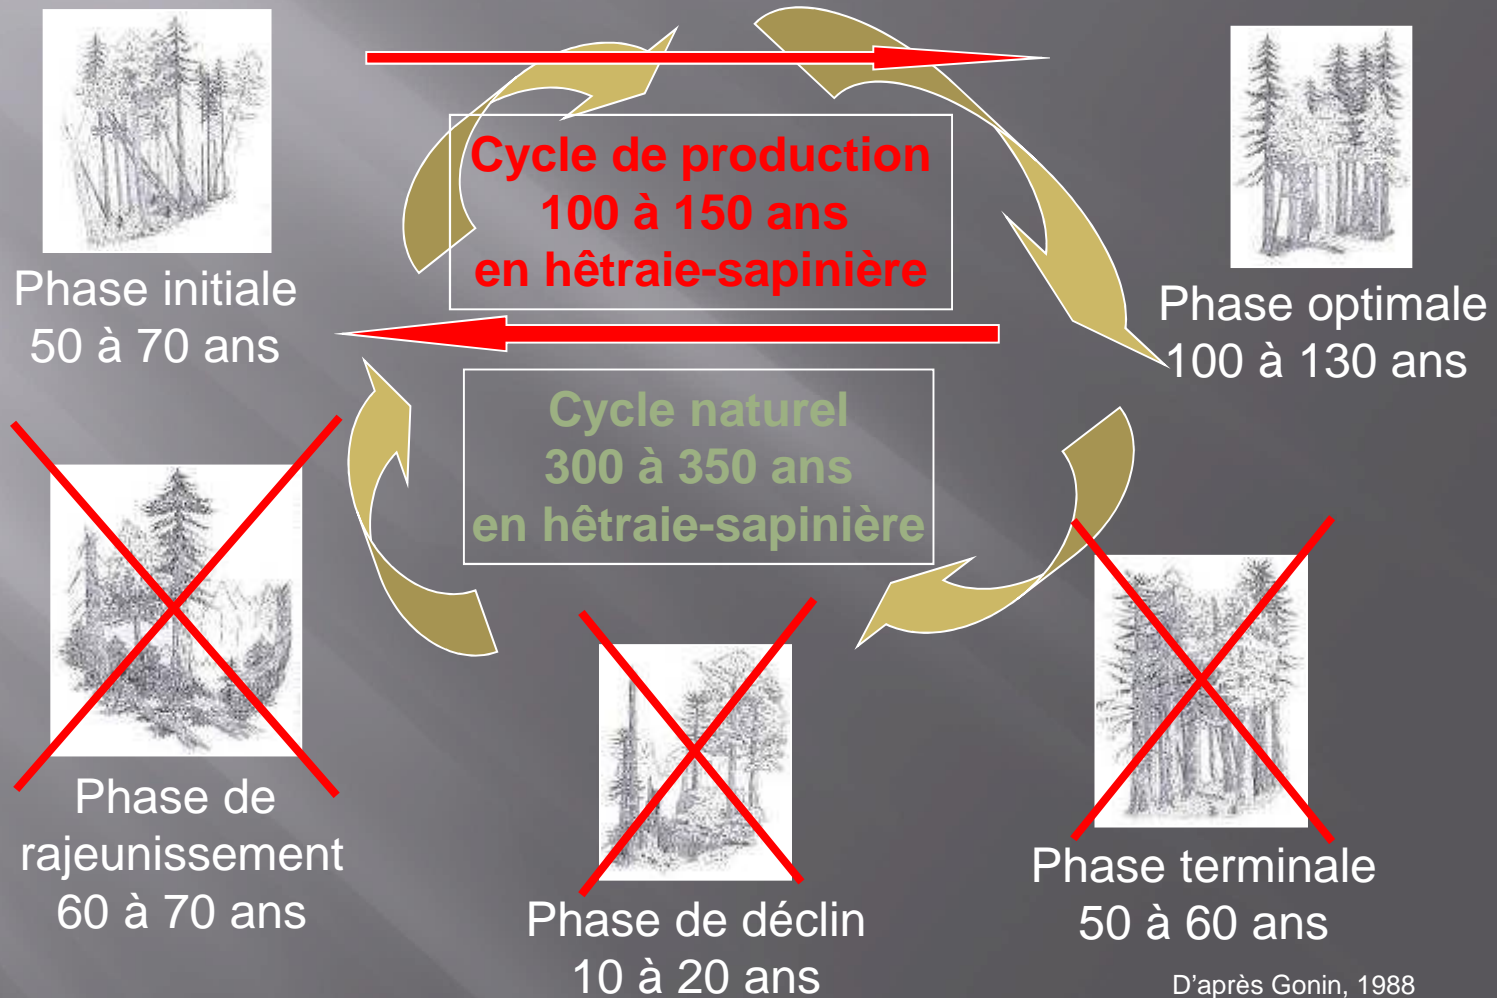 Cycle de production
100 à 150 ans
en hêtraie-sapinière
Phase initiale
50 à 70 ans
Phase optimale
100 à 130 ans
Cycle naturel
300 à 350 ans
en hêtraie-sapinière
Phase de
rajeunissement
60 à 70 ans
Phase de déclin
10 à 20 ans
Phase terminale
50 à 60 ans
D'après Gonin, 1988